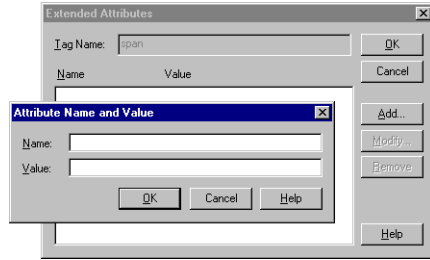 Extended Attributes
Tag Name: span
OK
Name Value
Cancel
Add...
Modify...
Remove
Help
Attribute Name and Value
Name:
Value:
OK Cancel Help